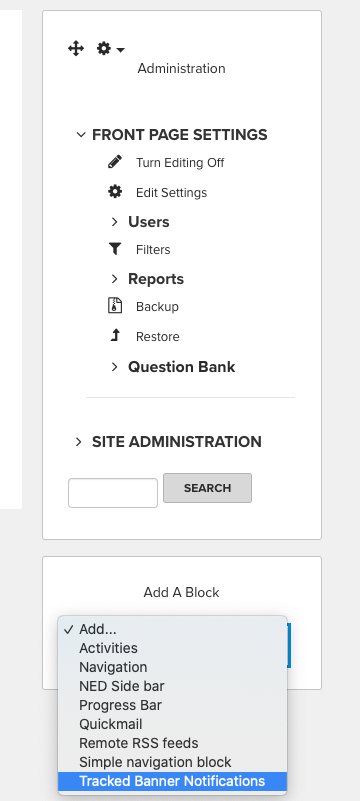 Administration
FRONT PAGE SETTINGS
Turn Editing Off
Edit Settings
Users
Filters
Reports
Backup
Restore
Question Bank
SITE ADMINISTRATION
SEARCH
Add A Block
Add...
Activities
Navigation
NED Side bar
Progress Bar
Quickmail
Remote RSS feeds
Simple navigation block
Tracked Banner Notifications